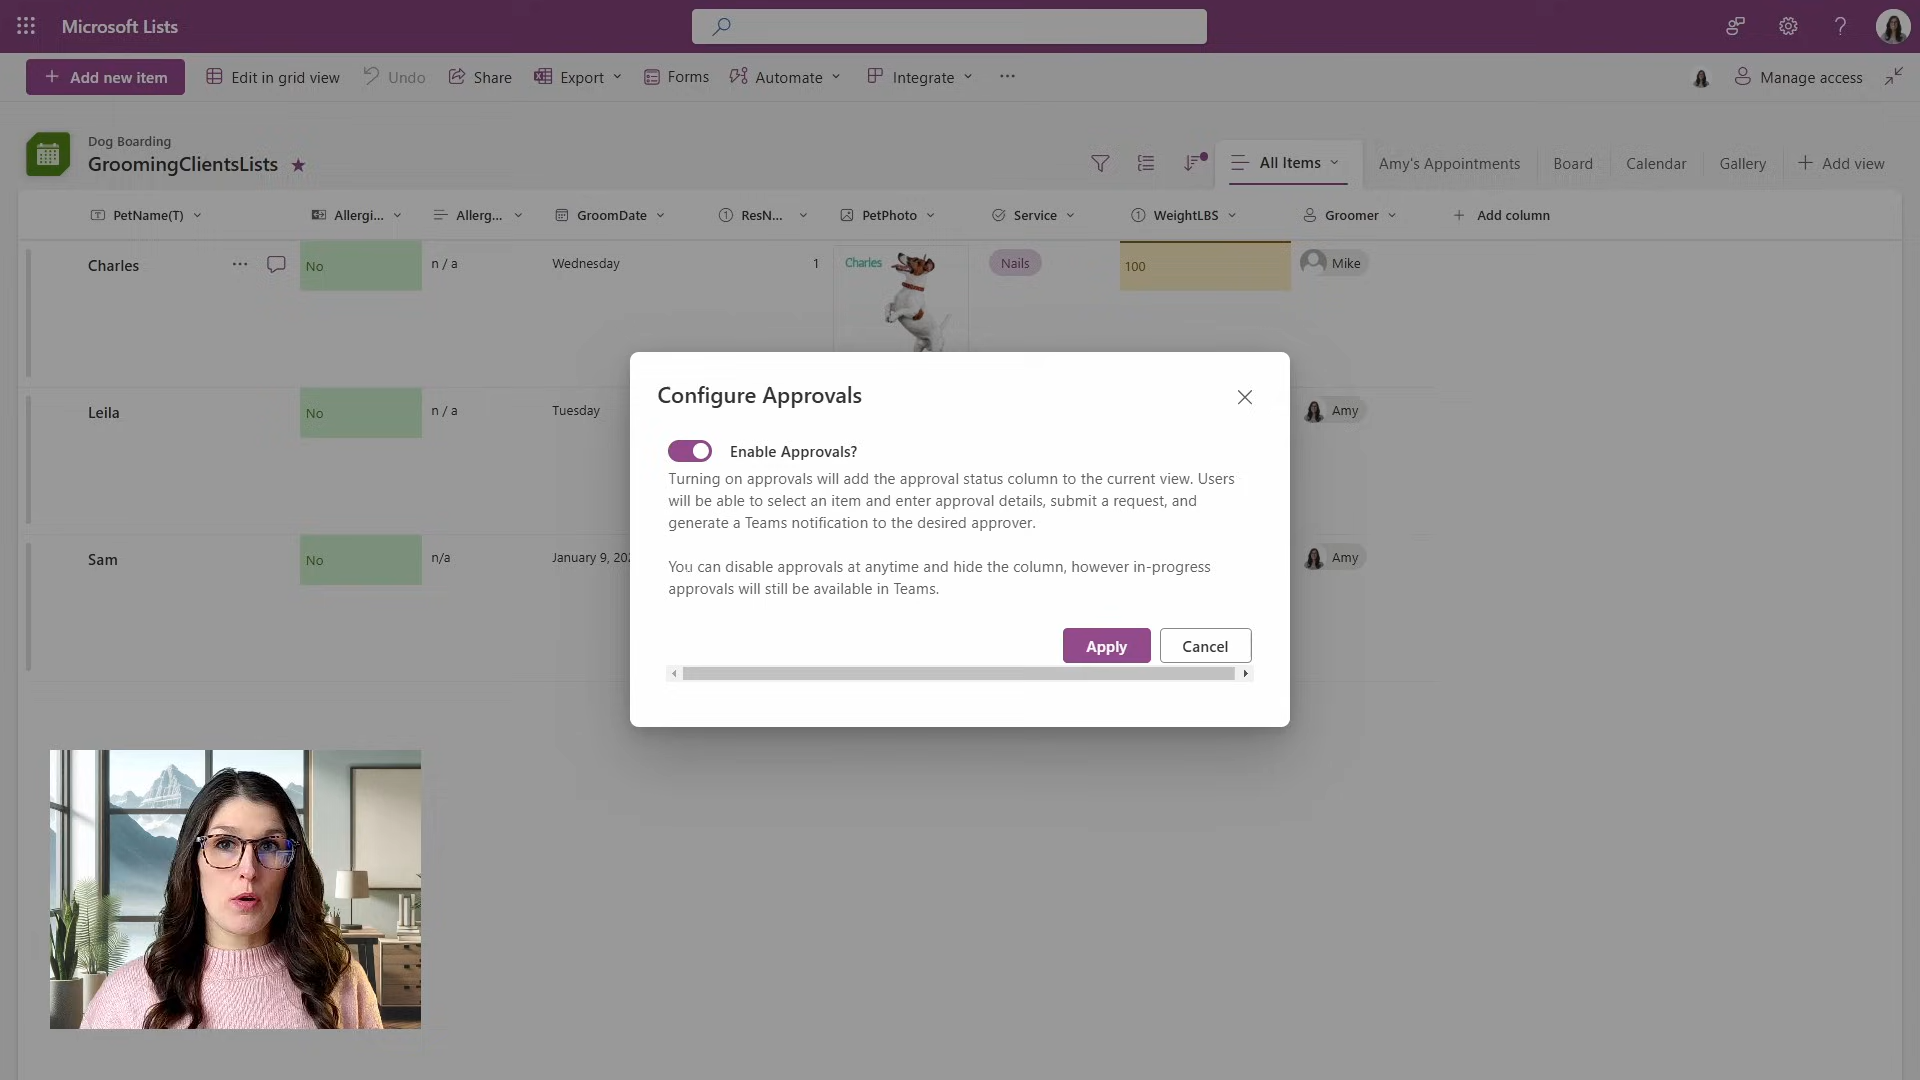 Microsoft Lists
Add new item
Edit in grid view
Undo
Share
Export
Forms
Automate
Integrate
Manage access
Dog Boarding
GroomingClientsLists
All Items
Amy's Appointments
Board
Calendar
Gallery
Add view
PetName(T)
Allergi...
Allerg...
GroomDate
ResN...
PetPhoto
Service
WeightLBS
Groomer
Add column
Charles
No
n / a
Wednesday
1
Charles
Nails
100
Mike
Leila
No
n / a
Tuesday
Amy
Sam
No
n/a
January 9, 202
Amy
Configure Approvals
Enable Approvals?
Turning on approvals will add the approval status column to the current view. Users
will be able to select an item and enter approval details, submit a request, and
generate a Teams notification to the desired approver.
You can disable approvals at anytime and hide the column, however in-progress
approvals will still be available in Teams.
Apply
Cancel